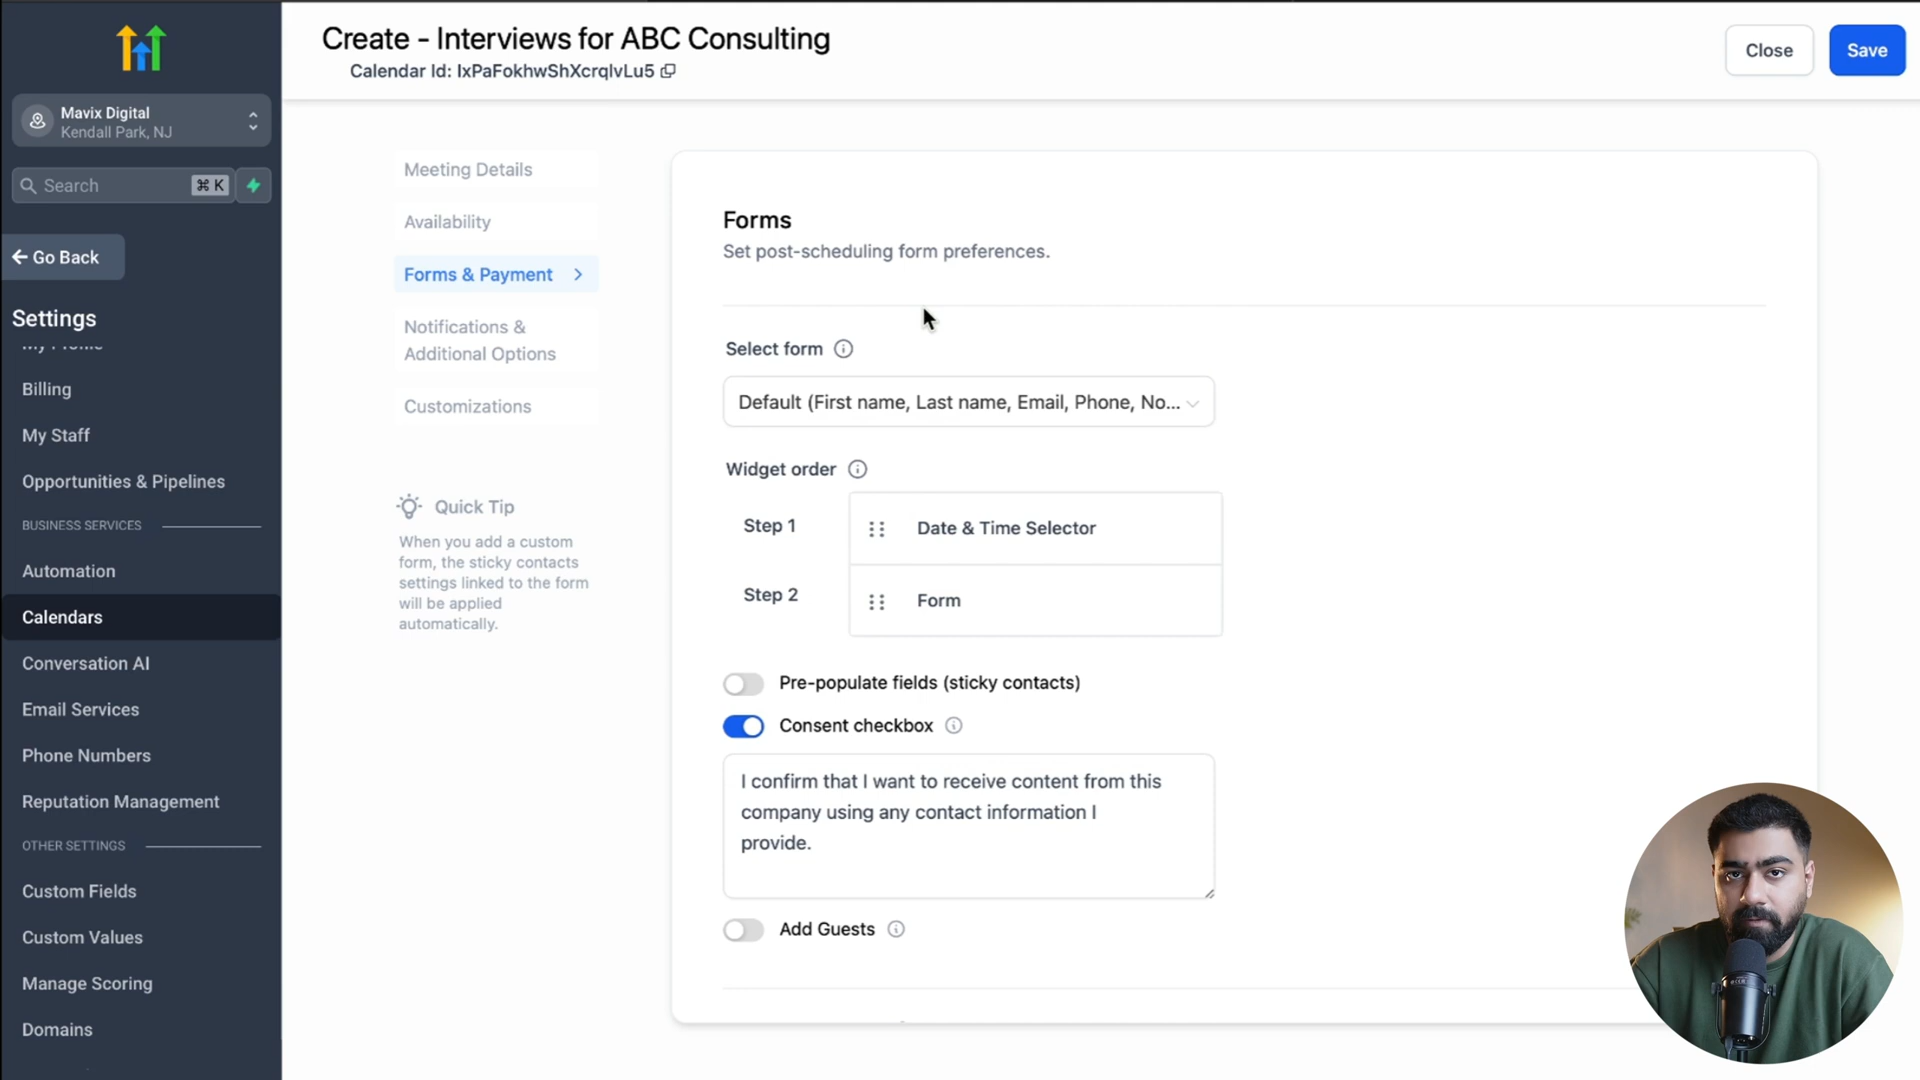 Create - Interviews for ABC Consulting
Calendar Id: IxPaFokhwShXcrqlvLu5
Close
Save
Mavix Digital
Kendall Park, NJ
Search
⌘ K
Go Back
Settings
My Profile
Billing
My Staff
Opportunities & Pipelines
BUSINESS SERVICES
Automation
Calendars
Conversation AI
Email Services
Phone Numbers
Reputation Management
OTHER SETTINGS
Custom Fields
Custom Values
Manage Scoring
Domains
Meeting Details
Availability
Forms & Payment
Notifications &
Additional Options
Customizations
Quick Tip
When you add a custom
form, the sticky contacts
settings linked to the form
will be applied
automatically.
Forms
Set post-scheduling form preferences.
Select form
Default (First name, Last name, Email, Phone, No...
Widget order
Step 1
Date & Time Selector
Step 2
Form
Pre-populate fields (sticky contacts)
Consent checkbox
I confirm that I want to receive content from this
company using any contact information I
provide.
Add Guests